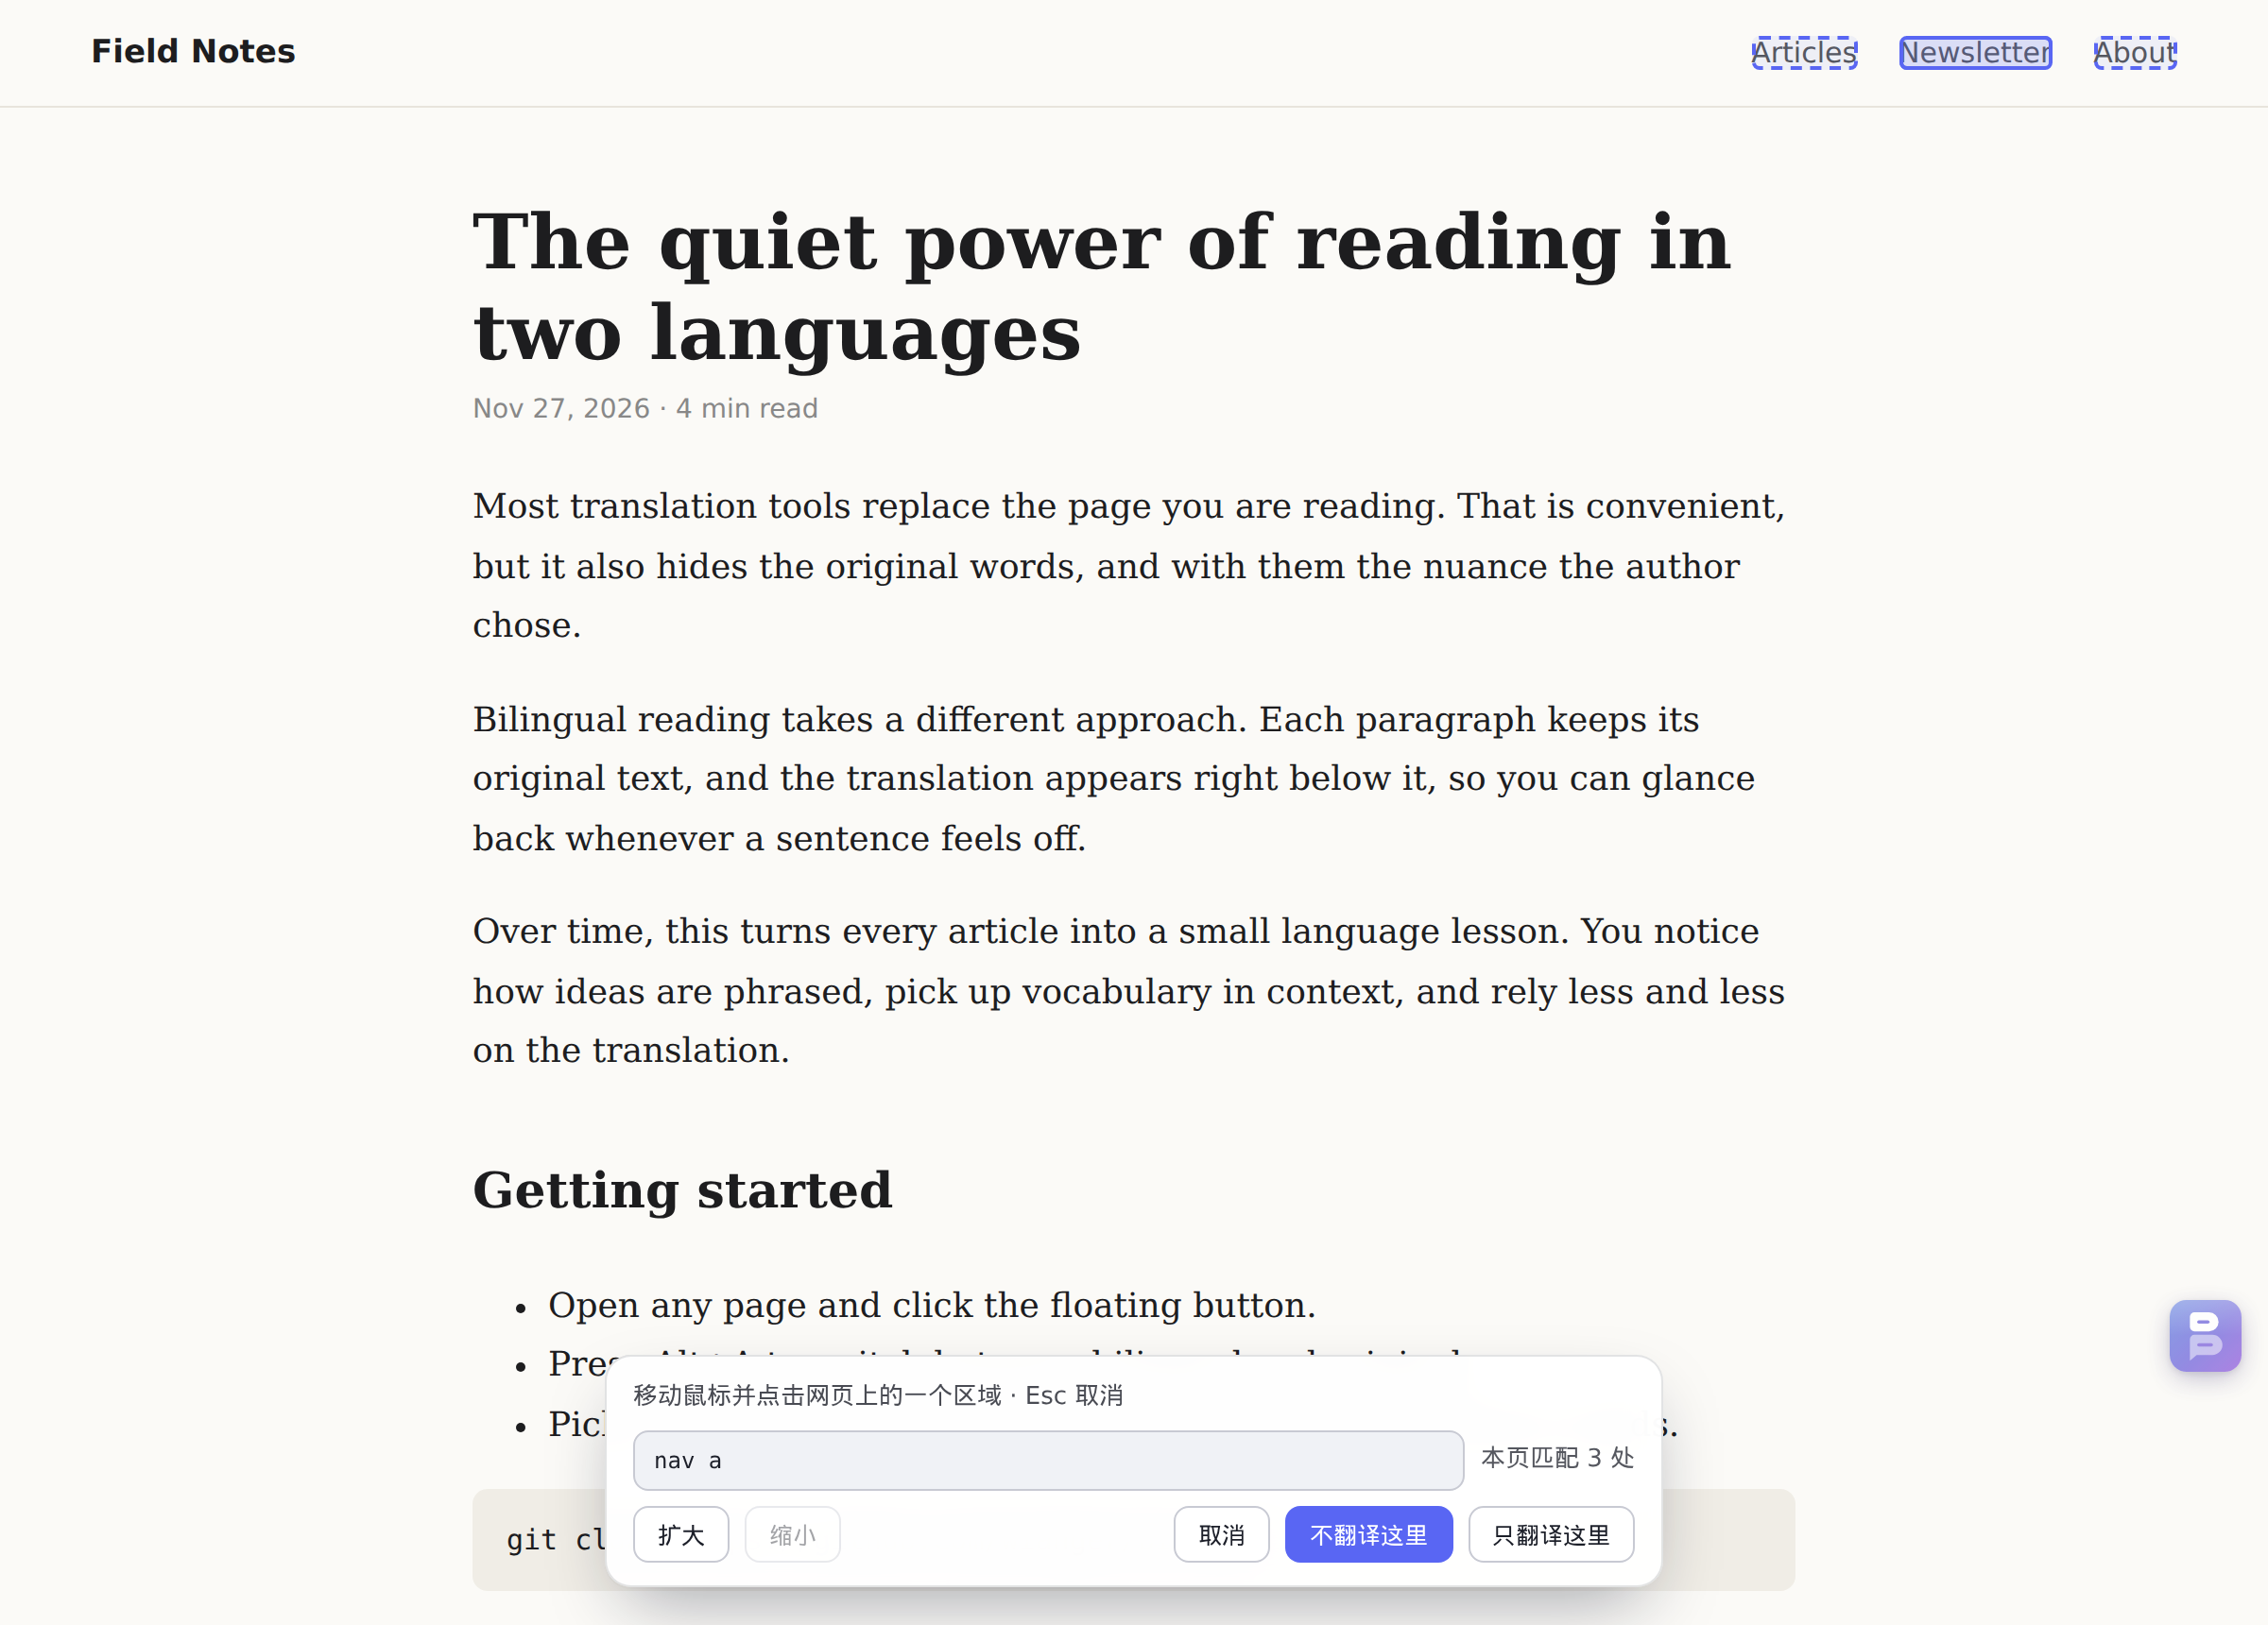 Field Notes
Articles Newsletter About
The quiet power of reading in
two languages
Nov 27, 2026 · 4 min read
Most translation tools replace the page you are reading. That is convenient,
but it also hides the original words, and with them the nuance the author
chose.
Bilingual reading takes a different approach. Each paragraph keeps its
original text, and the translation appears right below it, so you can glance
back whenever a sentence feels off.
Over time, this turns every article into a small language lesson. You notice
how ideas are phrased, pick up vocabulary in context, and rely less and less
on the translation.
Getting started
• Open any page and click the floating button.
移动鼠标并点击网页上的一个区域 · Esc 取消
nav a 本页匹配 3 处
git
扩大 缩小 取消 不翻译这里 只翻译这里